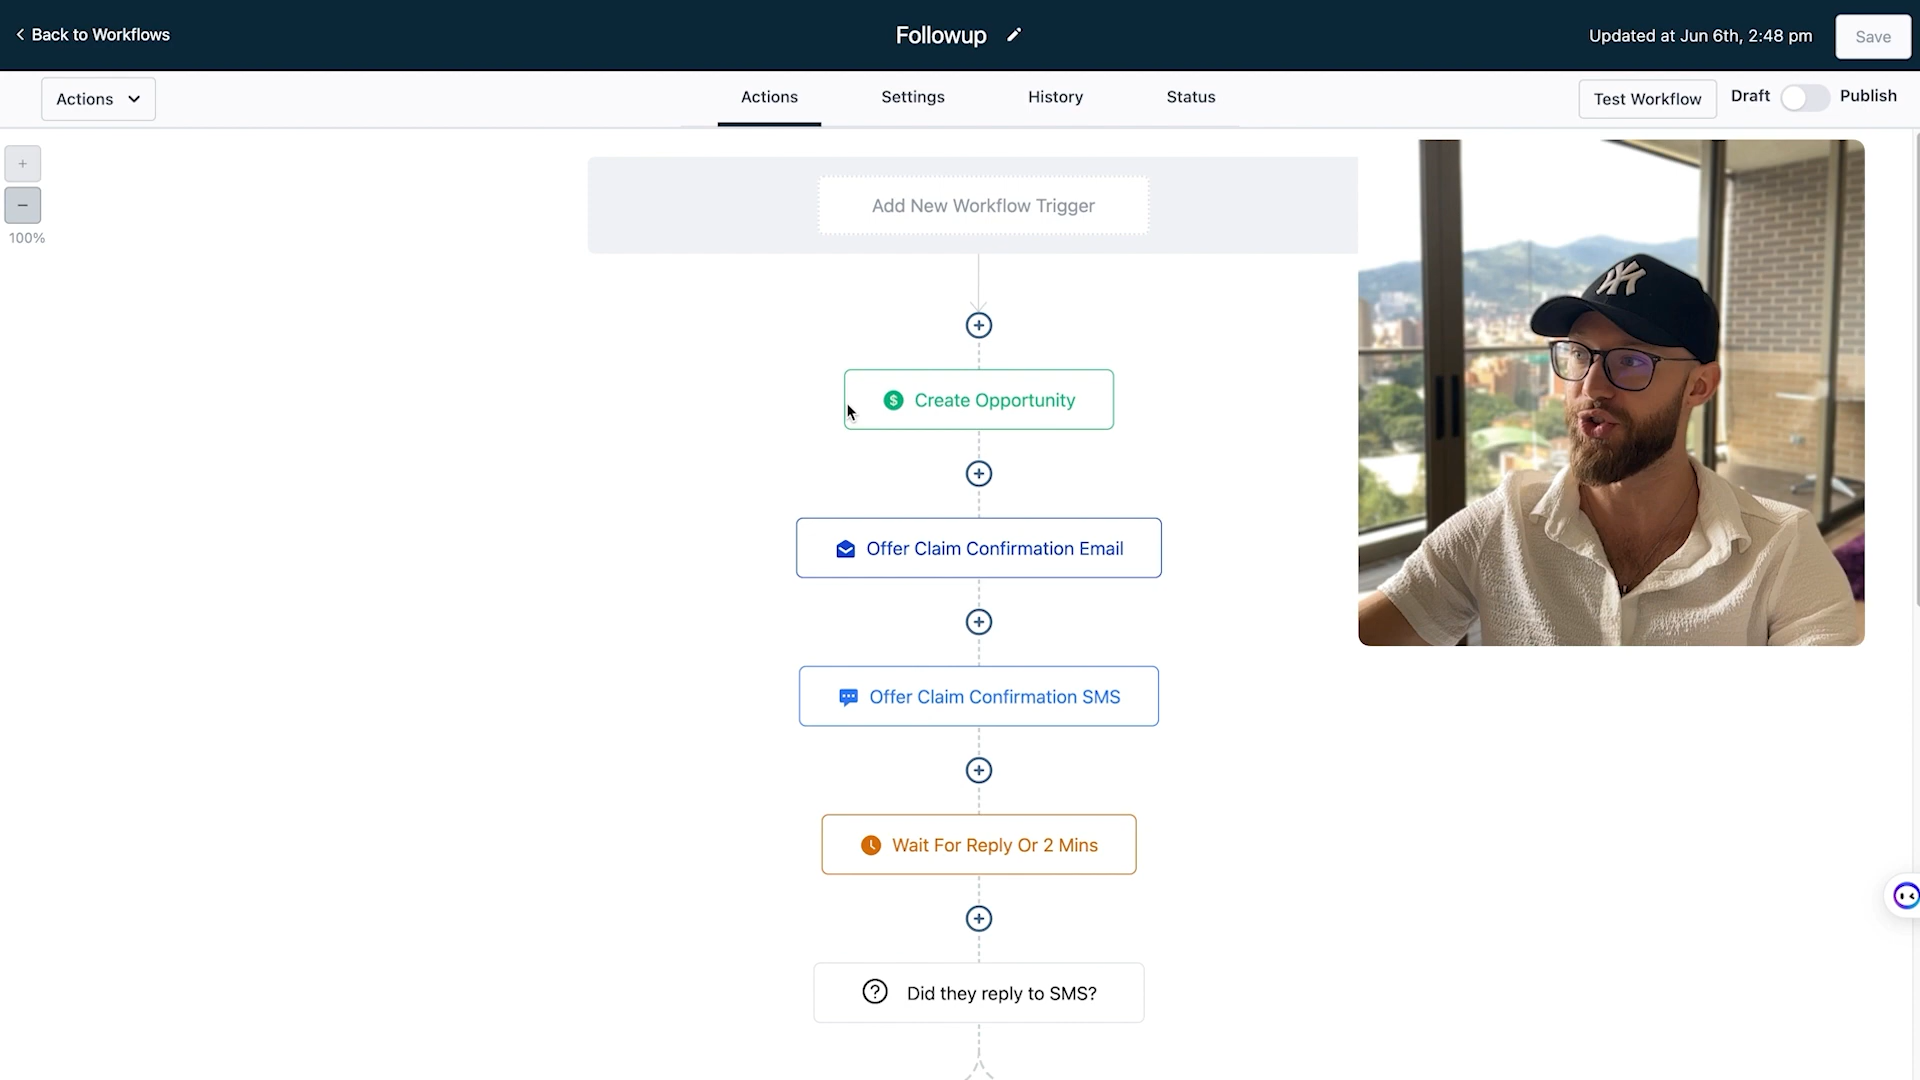 Back to Workflows
Followup
Updated at Jun 6th, 2:48 pm
Save
Actions
Actions
Settings
History
Status
Test Workflow
Draft
Publish
100%
Add New Workflow Trigger
Create Opportunity
Offer Claim Confirmation Email
Offer Claim Confirmation SMS
Wait For Reply Or 2 Mins
Did they reply to SMS?